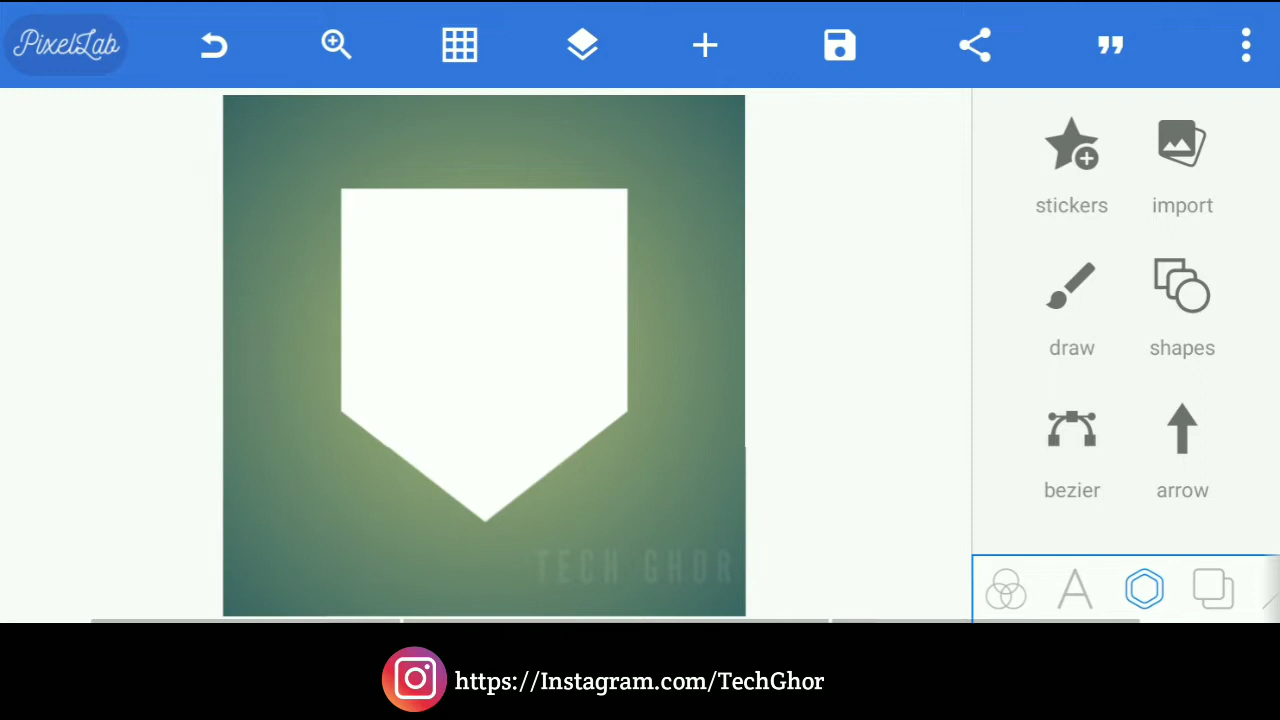 PixelLab
stickers import
draw shapes
bezier arrow
TECH GHOR
https://Instagram.com/TechGhor